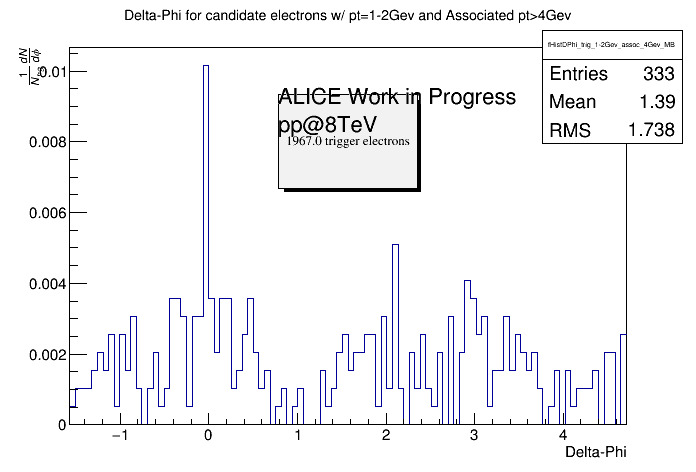 Delta-Phi for candidate electrons w/ pt=1-2Gev and Associated pt>4Gev
fHistDPhi_trig_1-2Gev_assoc_4Gev_MB
Entries 333
Mean 1.39
RMS 1.738
ALICE Work in Progress
pp@8TeV
1967.0 trigger electrons
0.01
0.008
0.006
0.004
0.002
0
−1 0 1 2 3 4
Delta-Phi